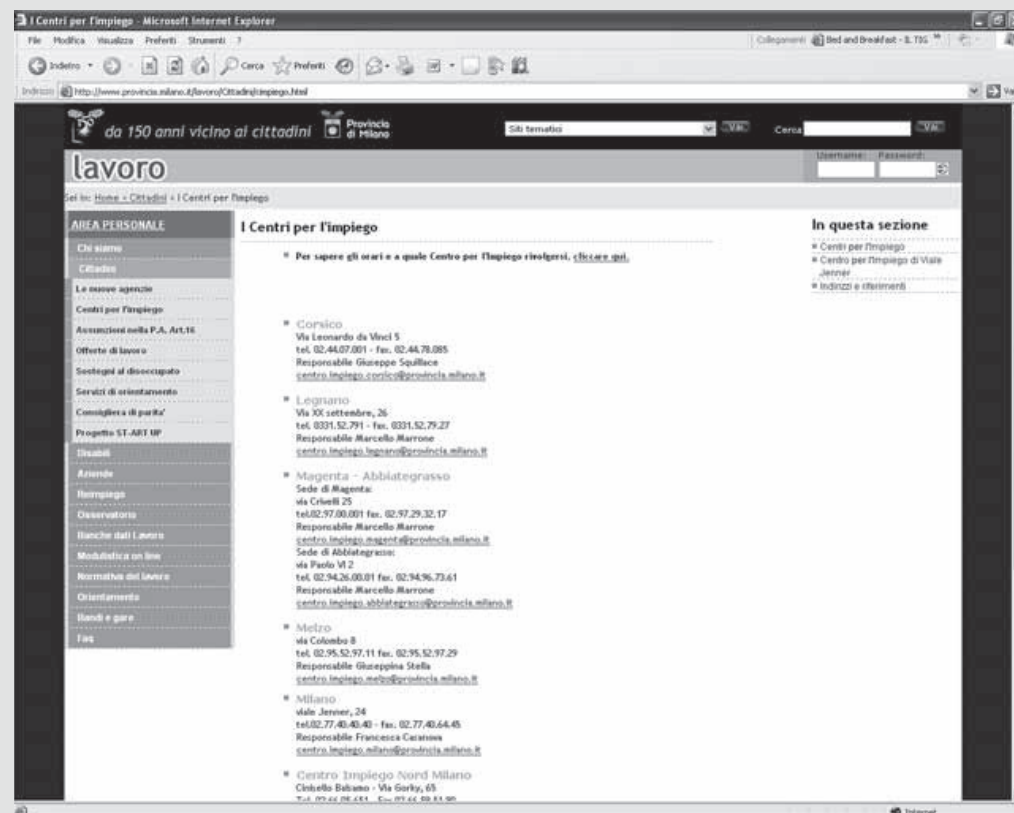 I Centri per l'impiego - Microsoft Internet Explorer
File Modifica Visualizza Preferiti Strumenti ?
Collegamenti Bed and Breakfast - IL TBG »
Indietro Cerca Preferiti
Indirizzo http://www.provincia.milano.it/lavoro/Cittadini/cimpiego.html Vai
da 150 anni vicino ai cittadini Provincia di Milano Siti tematici VAI Cerca VAI
lavoro Username: Password:
Sei in: Home » Cittadini » I Centri per l'impiego
AREA PERSONALE
Chi siamo
Cittadini
Le nuove agenzie
Centri per l'impiego
Assunzioni nella P.A. Art.16
Offerte di lavoro
Sostegni al disoccupato
Servizi di orientamento
Consigliera di parita'
Progetto ST-ART UP
Disabili
Aziende
Reimpiego
Osservatorio
Banche dati Lavoro
Modulistica on line
Normativa del lavoro
Orientamento
Bandi e gare
Faq
I Centri per l'impiego
Per sapere gli orari e a quale Centro per l'Impiego rivolgersi, cliccare qui.
Corsico
Via Leonardo da Vinci 5
tel. 02.44.07.001 - fax. 02.44.78.085
Responsabile Giuseppe Squillace
centro.impiego.corsico@provincia.milano.it
Legnano
Via XX settembre, 26
tel. 0331.52.791 - fax. 0331.52.79.27
Responsabile Marcello Marrone
centro.impiego.legnano@provincia.milano.it
Magenta - Abbiategrasso
Sede di Magenta:
via Crivelli 25
tel.02.97.00.001 fax. 02.97.29.32.17
Responsabile Marcello Marrone
centro.impiego.magenta@provincia.milano.it
Sede di Abbiategrasso:
via Paolo VI 2
tel. 02.94.26.00.01 fax. 02.94.96.73.61
Responsabile Marcello Marrone
centro.impiego.abbiategrasso@provincia.milano.it
Melzo
via Colombo 8
tel. 02.95.52.97.11 fax. 02.95.52.97.29
Responsabile Giuseppina Stella
centro.impiego.melzo@provincia.milano.it
Milano
viale Jenner, 24
tel.02.77.40.40.40 - fax. 02.77.40.64.45
Responsabile Francesca Caranova
centro.impiego.milano@provincia.milano.it
Centro Impiego Nord Milano
Cinisello Balsamo - Via Gorky, 65
In questa sezione
Centri per l'Impiego
Centro per l'Impiego di Viale
Jenner
Indirizzi e riferimenti
Internet